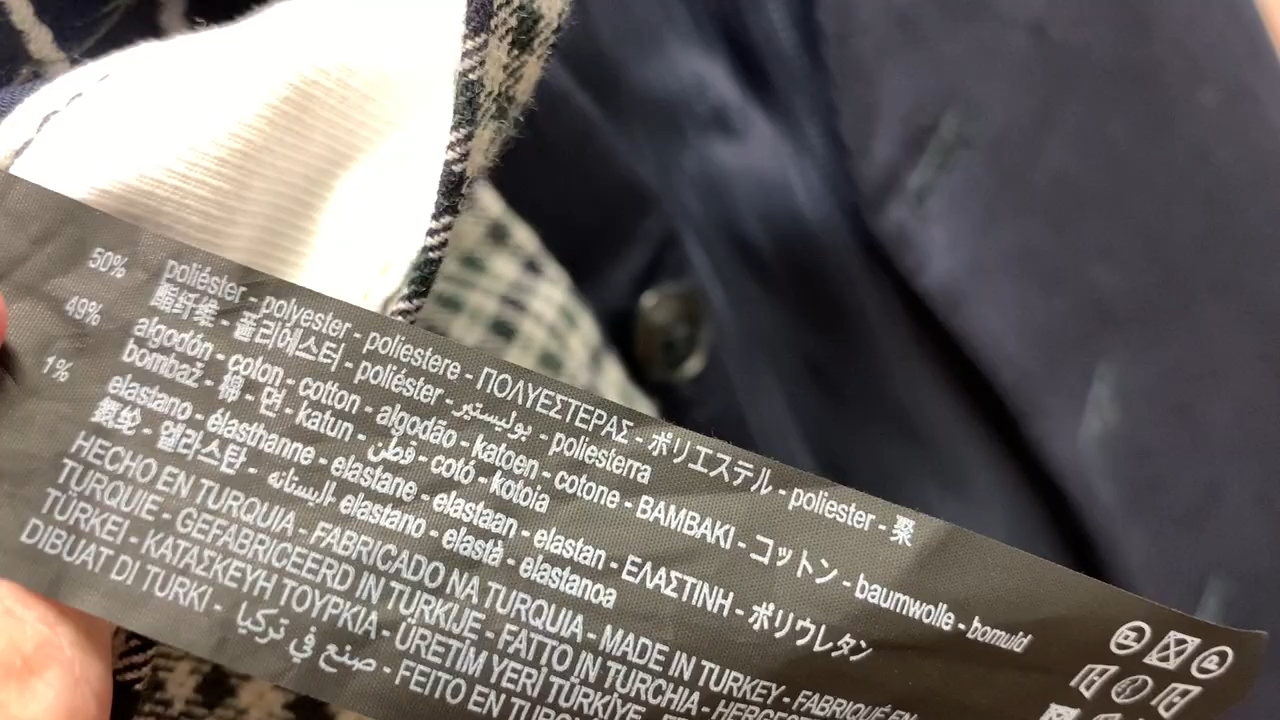 50% poliéster - polyester - poliestere - ΠΟΛΥΕΣΤΕΡΑΣ - ポリエステル - poliester - 聚
酯纤维 - 폴리에스터 - poliéster - بوليستير - poliesterra
49% algodón - coton - cotton - algodão - katoen - cotone - ΒΑΜΒΑΚΙ - コットン - baumwolle - bomuld
bombaž - 棉 - 면 - katun - قطن - cotó - kotoia
1% elastano - élasthanne - elastane - elastaan - elastan - ΕΛΑΣΤΙΝΗ - ポリウレタン
氨纶 - 엘라스탄 - اليستانه elastano - elastà - elastanoa
HECHO EN TURQUIA - FABRICADO NA TURQUIA - MADE IN TURKEY - FABRIQUÉ EN
TURQUIE - GEFABRICEERD IN TURKIJE - FATTO IN TURCHIA -
TÜRKEI - ΚΑΤΑΣΚΕΥΗ ΤΟΥΡΚΙΑ - ÜRETİM YERİ TÜRKİYE
DIBUAT DI TURKI - صنع في تركيا - FEITO EN